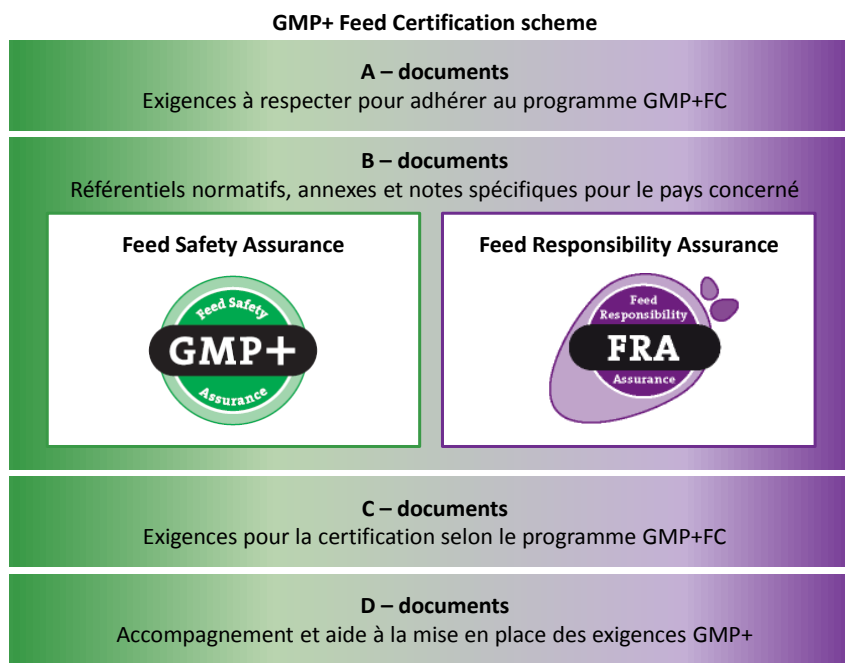 GMP+ Feed Certification scheme
A – documents
Exigences à respecter pour adhérer au programme GMP+FC
B – documents
Référentiels normatifs, annexes et notes spécifiques pour le pays concerné
Feed Safety Assurance
Feed Safety
GMP+
Assurance
Feed Responsibility Assurance
Feed
Responsibility
FRA
Assurance
C – documents
Exigences pour la certification selon le programme GMP+FC
D – documents
Accompagnement et aide à la mise en place des exigences GMP+